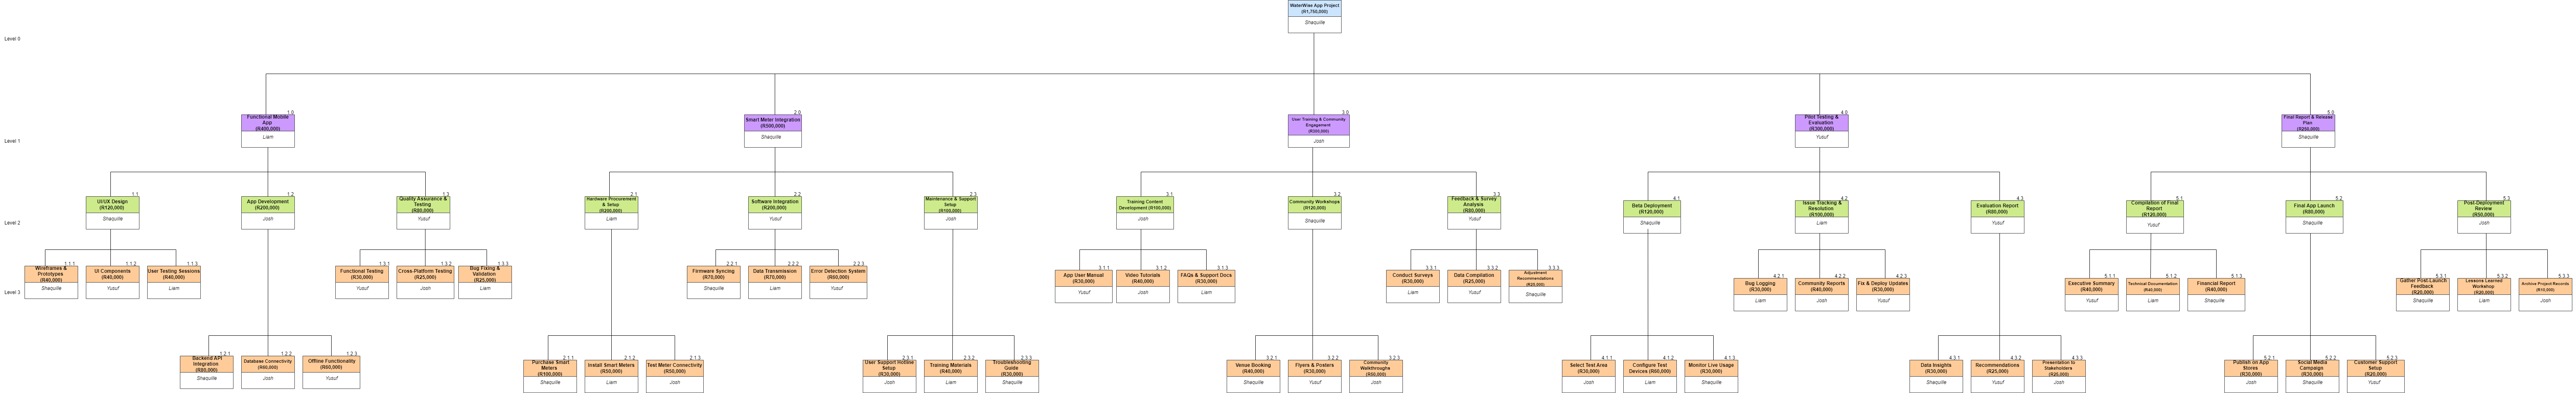 WaterWise App Project
(R1,750,000)
Shaquille
Level 0
1.0
Functional Mobile
App
(R400,000)
Liam
2.0
Smart Meter Integration
(R500,000)
Shaquille
3.0
User Training & Community
Engagement
(R300,000)
Josh
4.0
Pilot Testing &
Evaluation
(R300,000)
Yusuf
5.0
Final Report & Release
Plan
(R250,000)
Shaquille
Level 1
1.1
UI/UX Design
(R120,000)
Shaquille
1.2
App Development
(R200,000)
Josh
1.3
Quality Assurance &
Testing
(R80,000)
Yusuf
2.1
Hardware Procurement
& Setup
(R200,000)
Liam
2.2
Software Integration
(R200,000)
Yusuf
2.3
Maintenance & Support
Setup
(R100,000)
Josh
3.1
Training Content
Development (R100,000)
Josh
3.2
Community Workshops
(R120,000)
Shaquille
3.3
Feedback & Survey
Analysis
(R80,000)
Yusuf
4.1
Beta Deployment
(R120,000)
Shaquille
4.2
Issue Tracking &
Resolution
(R100,000)
Liam
4.3
Evaluation Report
(R80,000)
Yusuf
5.1
Compilation of Final
Report
(R120,000)
Yusuf
5.2
Final App Launch
(R80,000)
Shaquille
5.3
Post-Deployment
Review
(R50,000)
Josh
Level 2
1.1.1
Wireframes &
Prototypes
(R40,000)
Shaquille
1.1.2
UI Components
(R40,000)
Yusuf
1.1.3
User Testing Sessions
(R40,000)
Liam
1.3.1
Functional Testing
(R30,000)
Yusuf
1.3.2
Cross-Platform Testing
(R25,000)
Josh
1.3.3
Bug Fixing &
Validation
(R25,000)
Liam
2.2.1
Firmware Syncing
(R70,000)
Shaquille
2.2.2
Data Transmission
(R70,000)
Liam
2.2.3
Error Detection System
(R60,000)
Yusuf
3.1.1
App User Manual
(R30,000)
Yusuf
3.1.2
Video Tutorials
(R40,000)
Josh
3.1.3
FAQs & Support Docs
(R30,000)
Liam
3.3.1
Conduct Surveys
(R30,000)
Liam
3.3.2
Data Compilation
(R25,000)
Yusuf
3.3.3
Adjustment
Recommendations
(R25,000)
Shaquille
4.2.1
Bug Logging
(R30,000)
Liam
4.2.2
Community Reports
(R40,000)
Josh
4.2.3
Fix & Deploy Updates
(R30,000)
Yusuf
5.1.1
Executive Summary
(R40,000)
Yusuf
5.1.2
Technical Documentation
(R40,000)
Liam
5.1.3
Financial Report
(R40,000)
Shaquille
5.3.1
Gather Post-Launch
Feedback
(R20,000)
Shaquille
5.3.2
Lessons Learned
Workshop
(R20,000)
Liam
5.3.3
Archive Project Records
(R10,000)
Josh
Level 3
1.2.1
Backend API
Integration
(R80,000)
Shaquille
1.2.2
Database Connectivity
(R60,000)
Josh
1.2.3
Offline Functionality
(R60,000)
Yusuf
2.1.1
Purchase Smart
Meters
(R100,000)
Shaquille
2.1.2
Install Smart Meters
(R50,000)
Liam
2.1.3
Test Meter Connectivity
(R50,000)
Josh
2.3.1
User Support Hotline
Setup
(R30,000)
Josh
2.3.2
Training Materials
(R40,000)
Liam
2.3.3
Troubleshooting
Guide
(R30,000)
Shaquille
3.2.1
Venue Booking
(R40,000)
Shaquille
3.2.2
Flyers & Posters
(R30,000)
Yusuf
3.2.3
Community
Walkthroughs
(R50,000)
Josh
4.1.1
Select Test Area
(R30,000)
Josh
4.1.2
Configure Test
Devices (R60,000)
Liam
4.1.3
Monitor Live Usage
(R30,000)
Shaquille
4.3.1
Data Insights
(R30,000)
Shaquille
4.3.2
Recommendations
(R25,000)
Yusuf
4.3.3
Presentation to
Stakeholders
(R25,000)
Josh
5.2.1
Publish on App
Stores
(R30,000)
Josh
5.2.2
Social Media
Campaign
(R30,000)
Shaquille
5.2.3
Customer Support
Setup
(R20,000)
Yusuf